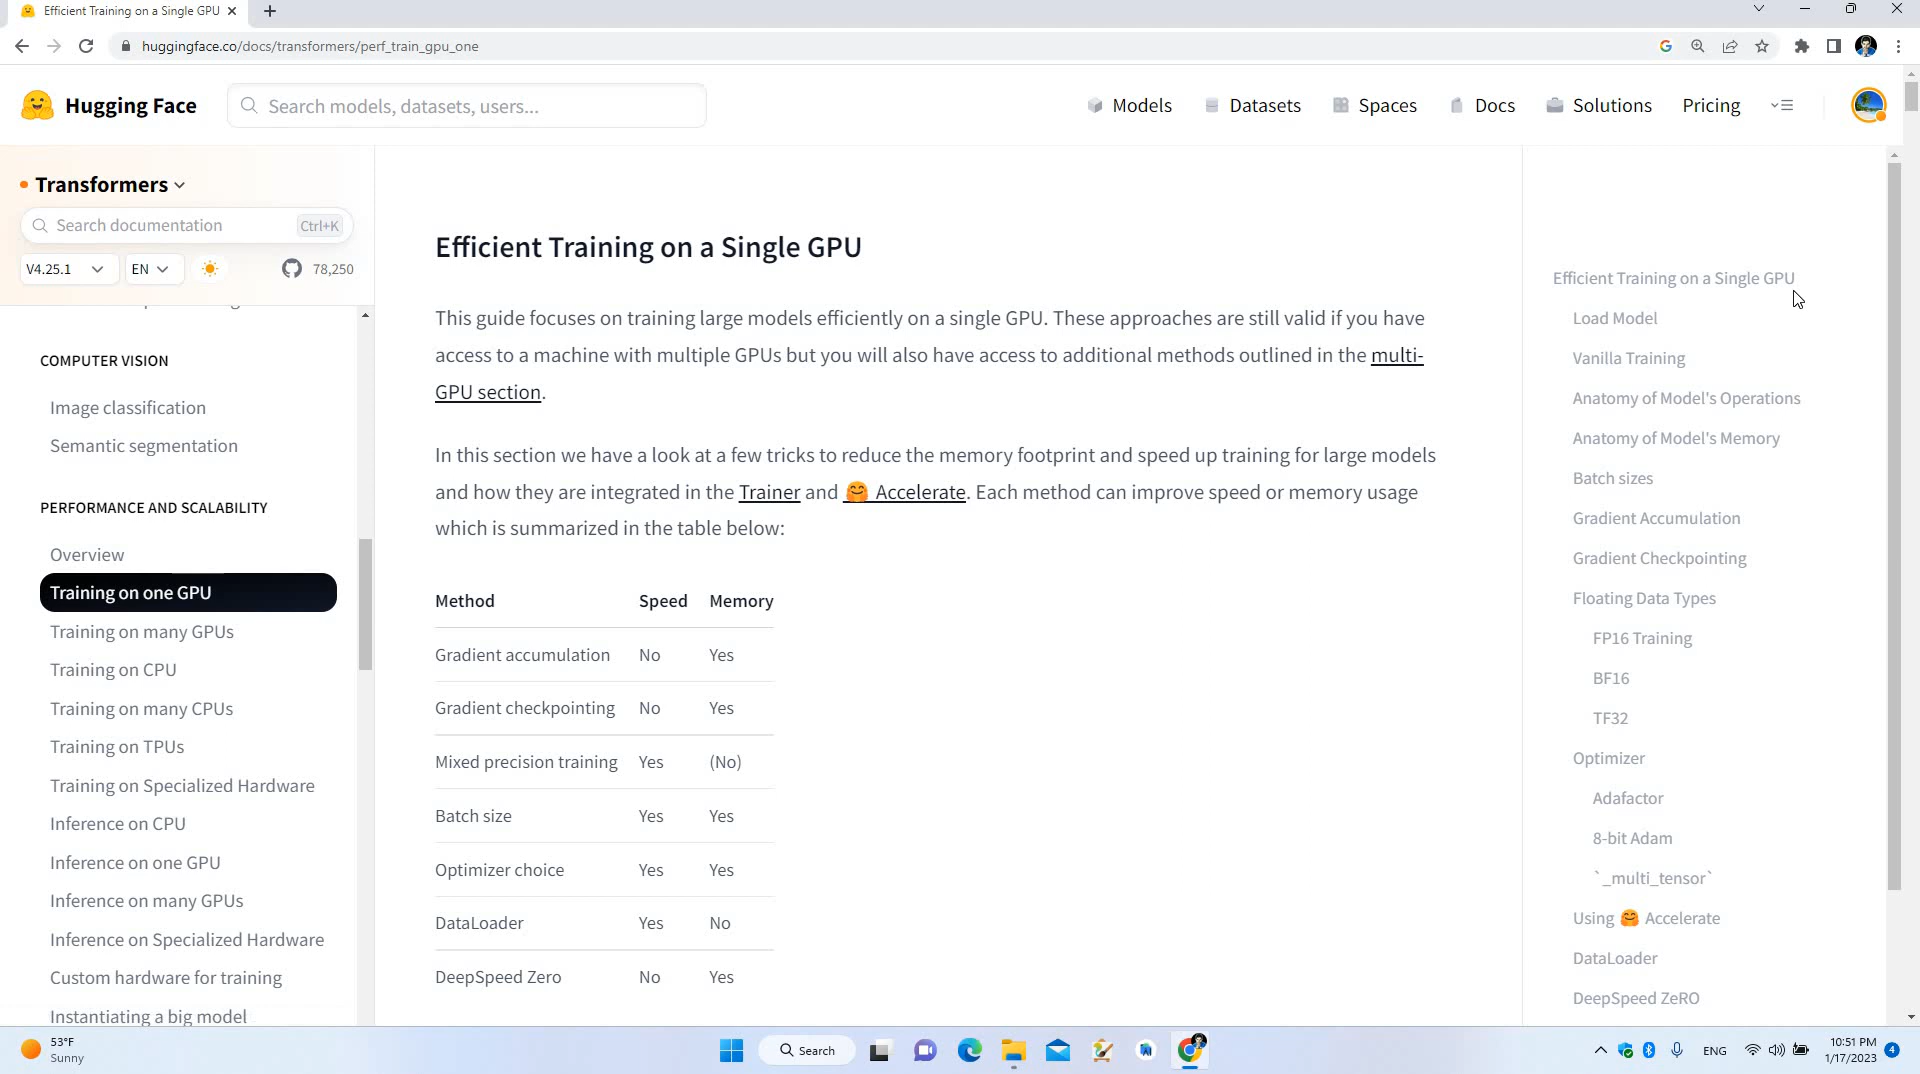 Efficient Training on a Single GPU
huggingface.co/docs/transformers/perf_train_gpu_one
Hugging Face
Search models, datasets, users...
Models
Datasets
Spaces
Docs
Solutions
Pricing
Transformers
Search documentation
Ctrl+K
V4.25.1
EN
78,250
COMPUTER VISION
Image classification
Semantic segmentation
PERFORMANCE AND SCALABILITY
Overview
Training on one GPU
Training on many GPUs
Training on CPU
Training on many CPUs
Training on TPUs
Training on Specialized Hardware
Inference on CPU
Inference on one GPU
Inference on many GPUs
Inference on Specialized Hardware
Custom hardware for training
Instantiating a big model
Efficient Training on a Single GPU
This guide focuses on training large models efficiently on a single GPU. These approaches are still valid if you have
access to a machine with multiple GPUs but you will also have access to additional methods outlined in the multi-
GPU section.
In this section we have a look at a few tricks to reduce the memory footprint and speed up training for large models
and how they are integrated in the Trainer and 🤗 Accelerate. Each method can improve speed or memory usage
which is summarized in the table below:
Method Speed Memory
Gradient accumulation No Yes
Gradient checkpointing No Yes
Mixed precision training Yes (No)
Batch size Yes Yes
Optimizer choice Yes Yes
DataLoader Yes No
DeepSpeed Zero No Yes
Efficient Training on a Single GPU
Load Model
Vanilla Training
Anatomy of Model's Operations
Anatomy of Model's Memory
Batch sizes
Gradient Accumulation
Gradient Checkpointing
Floating Data Types
FP16 Training
BF16
TF32
Optimizer
Adafactor
8-bit Adam
`_multi_tensor`
Using 🤗 Accelerate
DataLoader
DeepSpeed ZeRO
53°F
Sunny
Search
ENG
10:51 PM
1/17/2023
4